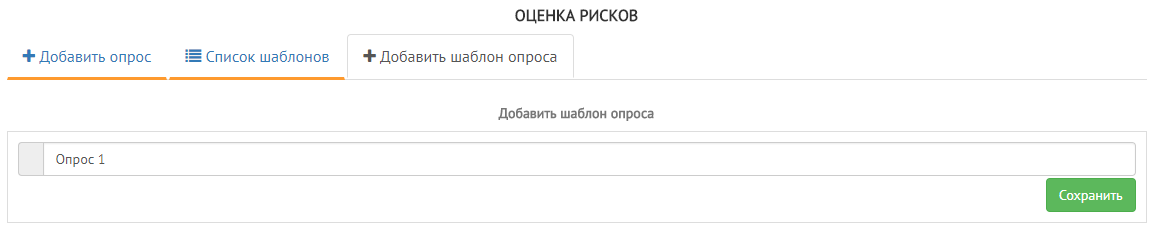 ОЦЕНКА РИСКОВ
Добавить опрос Список шаблонов Добавить шаблон опроса
Добавить шаблон опроса
Опрос 1
Сохранить